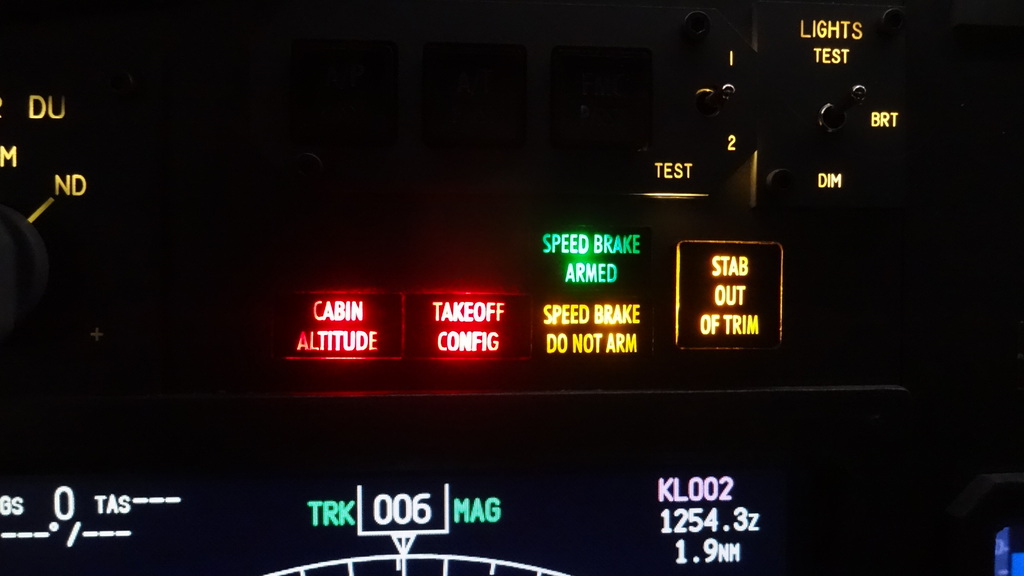 DU
M
ND
LIGHTS
TEST
1
2
TEST
BRT
DIM
SPEED BRAKE
ARMED
SPEED BRAKE
DO NOT ARM
CABIN
ALTITUDE
TAKEOFF
CONFIG
STAB
OUT
OF TRIM
GS 0 TAS---
---°/---
TRK 006 MAG
KL002
1254.3z
1.9NM